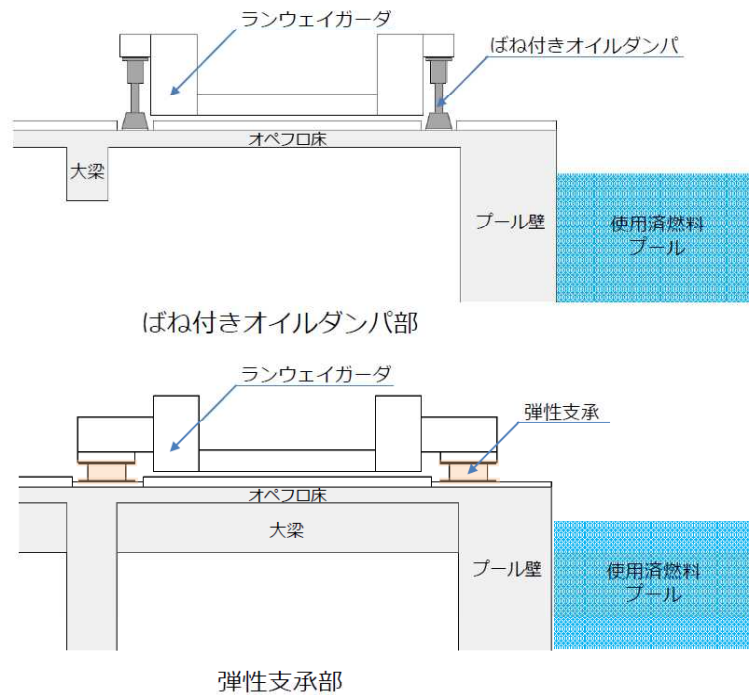 ランウェイガーダ
ばね付きオイルダンパ
オペフロ床
大梁
プール壁
使用済燃料
プール
ばね付きオイルダンパ部
ランウェイガーダ
弾性支承
オペフロ床
大梁
プール壁
使用済燃料
プール
弾性支承部